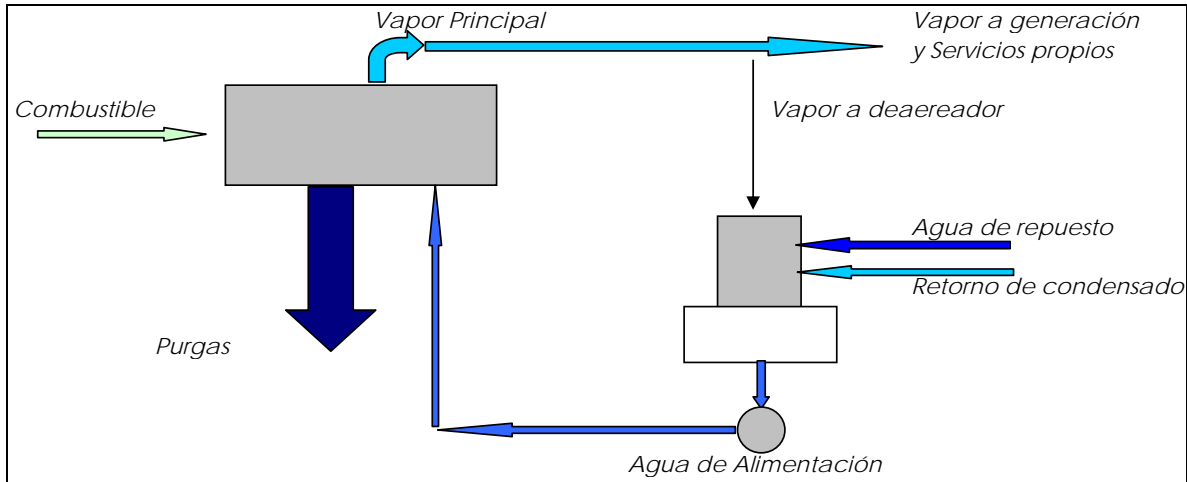 Vapor Principal
Vapor a generación
y Servicios propios
Combustible
Vapor a deaereador
Agua de repuesto
Retorno de condensado
Purgas
Agua de Alimentación